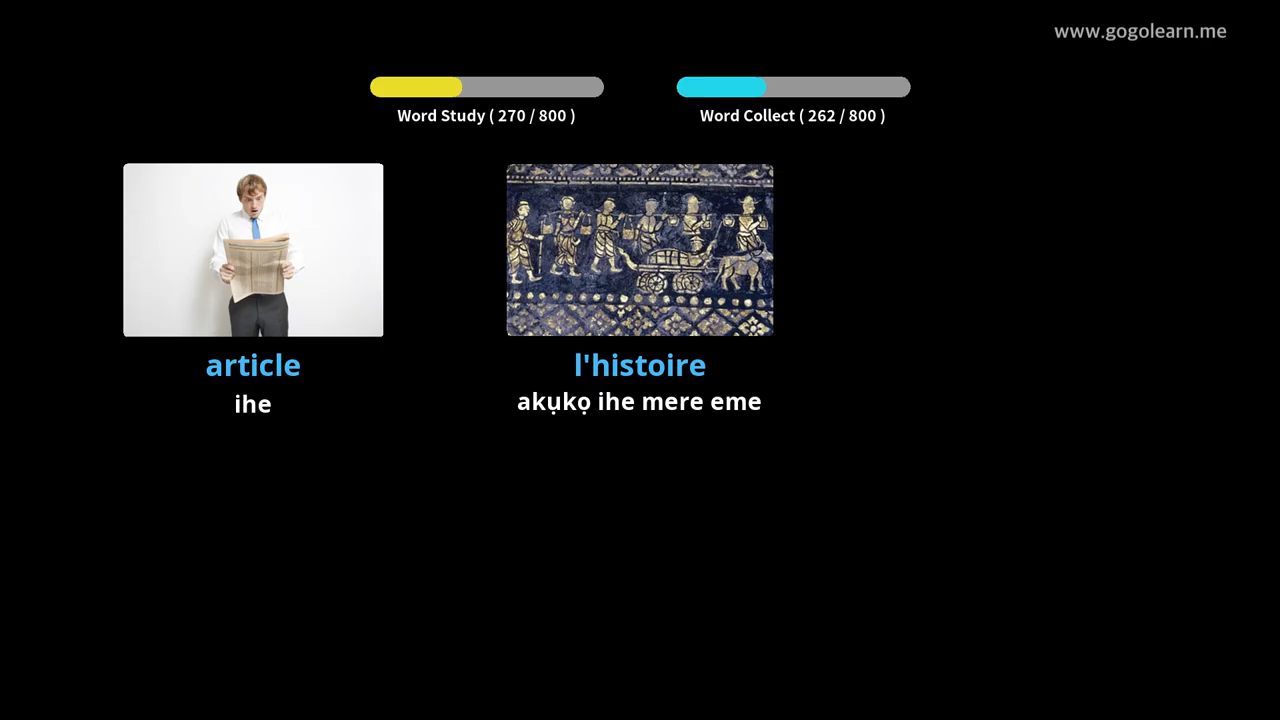 www.gogolearn.me
Word Study ( 270 / 800 )
Word Collect ( 262 / 800 )
article
ihe
l'histoire
akụkọ ihe mere eme